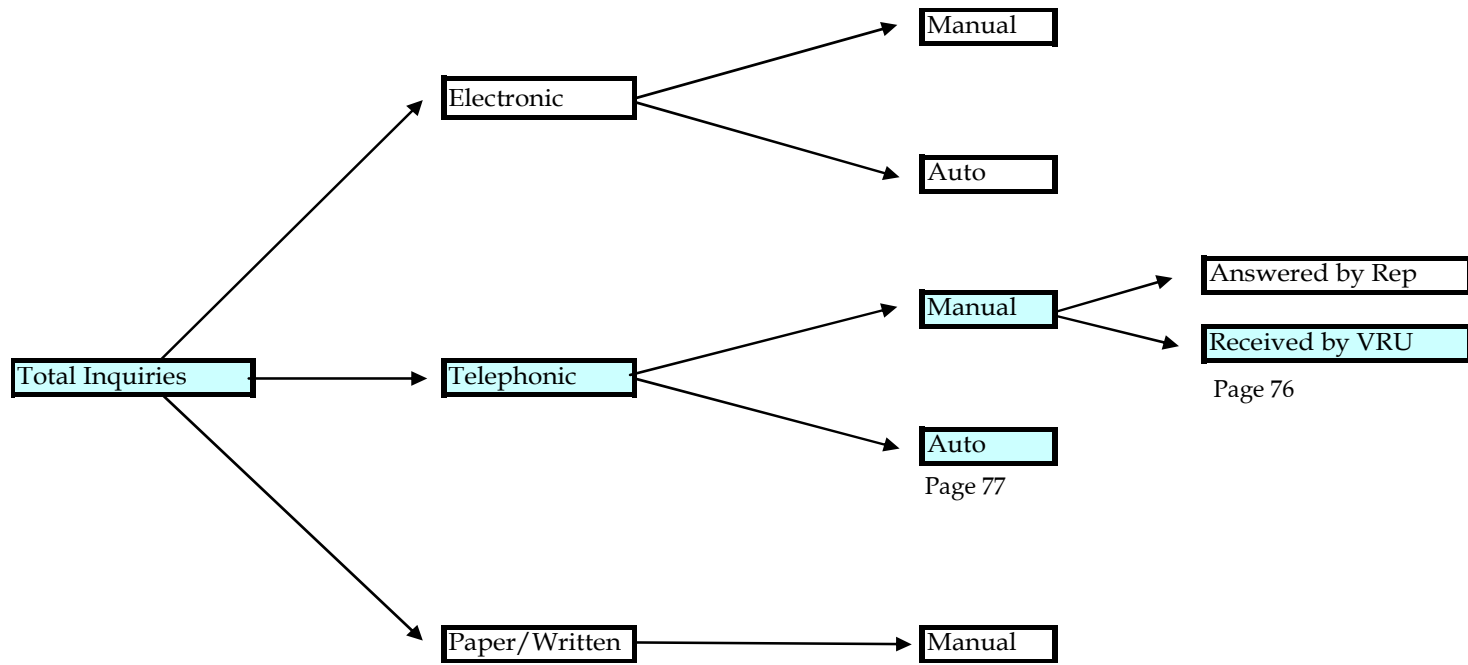 Manual
Electronic
Auto
Answered by Rep
Manual
Received by VRU
Total Inquiries
Telephonic
Page 76
Auto
Page 77
Paper/Written
Manual